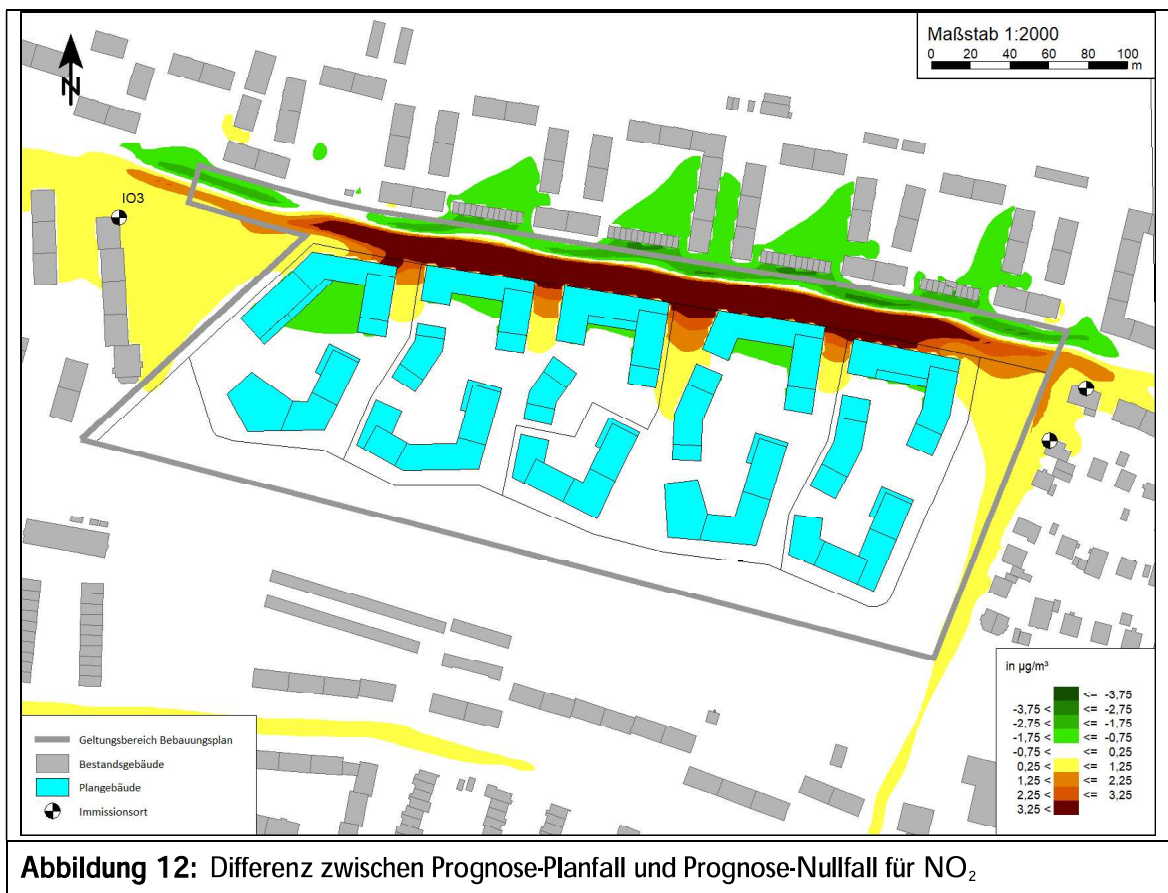 Maßstab 1:2000
0 20 40 60 80 100
m
N
IO3
in µg/m³
<= -3,75
-3,75 < <= -2,75
-2,75 < <= -1,75
-1,75 < <= -0,75
-0,75 < <= 0,25
0,25 < <= 1,25
1,25 < <= 2,25
2,25 < <= 3,25
3,25 <
Geltungsbereich Bebauungsplan
Bestandsgebäude
Plangebäude
Immissionsort
Abbildung 12: Differenz zwischen Prognose-Planfall und Prognose-Nullfall für NO₂